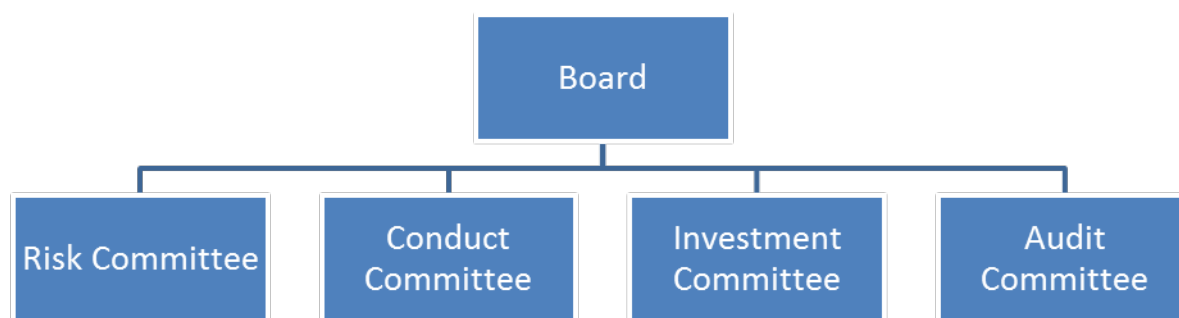 Board
Risk Committee
Conduct
Committee
Investment
Committee
Audit
Committee